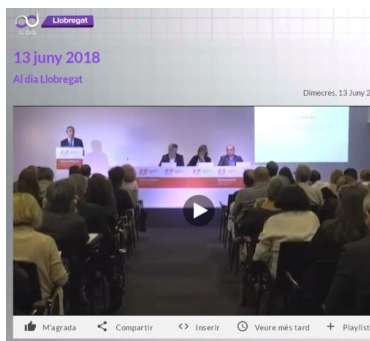 Llobregat
13 juny 2018
Al dia Llobregat
Dimecres, 13 Juny 2
M'agrada
Compartir
Inserir
Veure més tard
Playlist